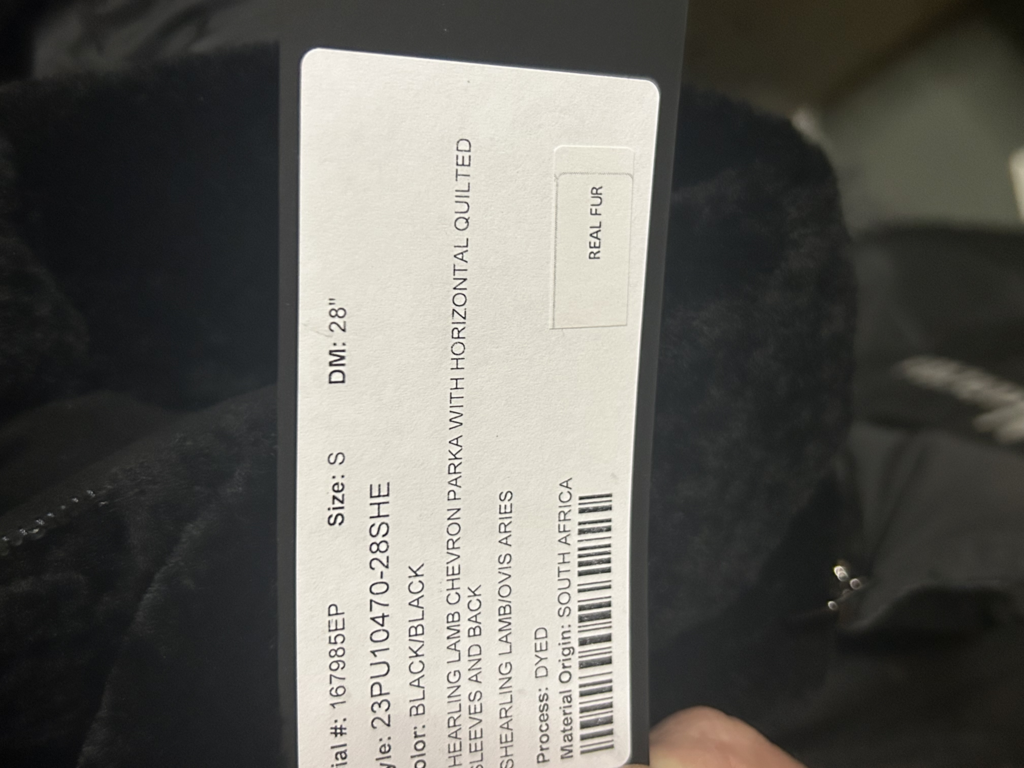 ial #: 167985EP Size: S DM: 28"
yle: 23PU10470-28SHE
olor: BLACK/BLACK
HEARLING LAMB CHEVRON PARKA WITH HORIZONTAL QUILTED
SLEEVES AND BACK
SHEARLING LAMB/OVIS ARIES
Process: DYED
Material Origin: SOUTH AFRICA
REAL FUR